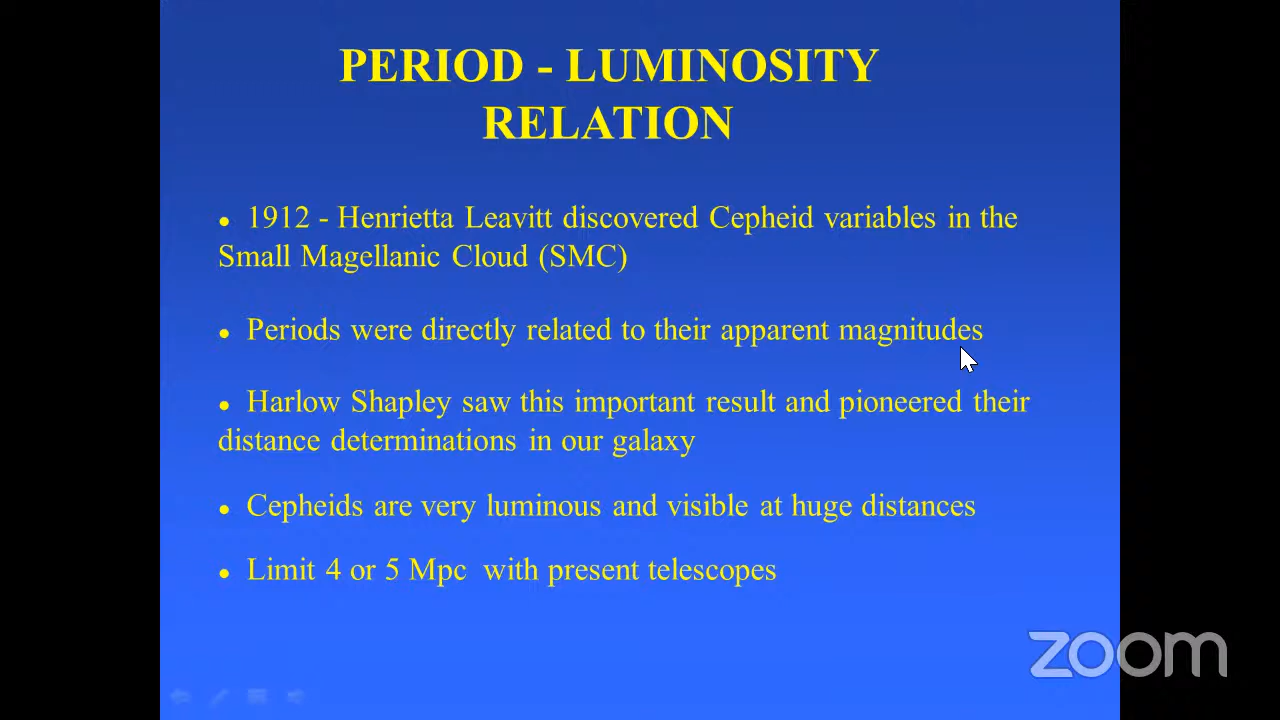 PERIOD - LUMINOSITY
RELATION
• 1912 - Henrietta Leavitt discovered Cepheid variables in the
Small Magellanic Cloud (SMC)
• Periods were directly related to their apparent magnitudes
• Harlow Shapley saw this important result and pioneered their
distance determinations in our galaxy
• Cepheids are very luminous and visible at huge distances
• Limit 4 or 5 Mpc with present telescopes
zoom